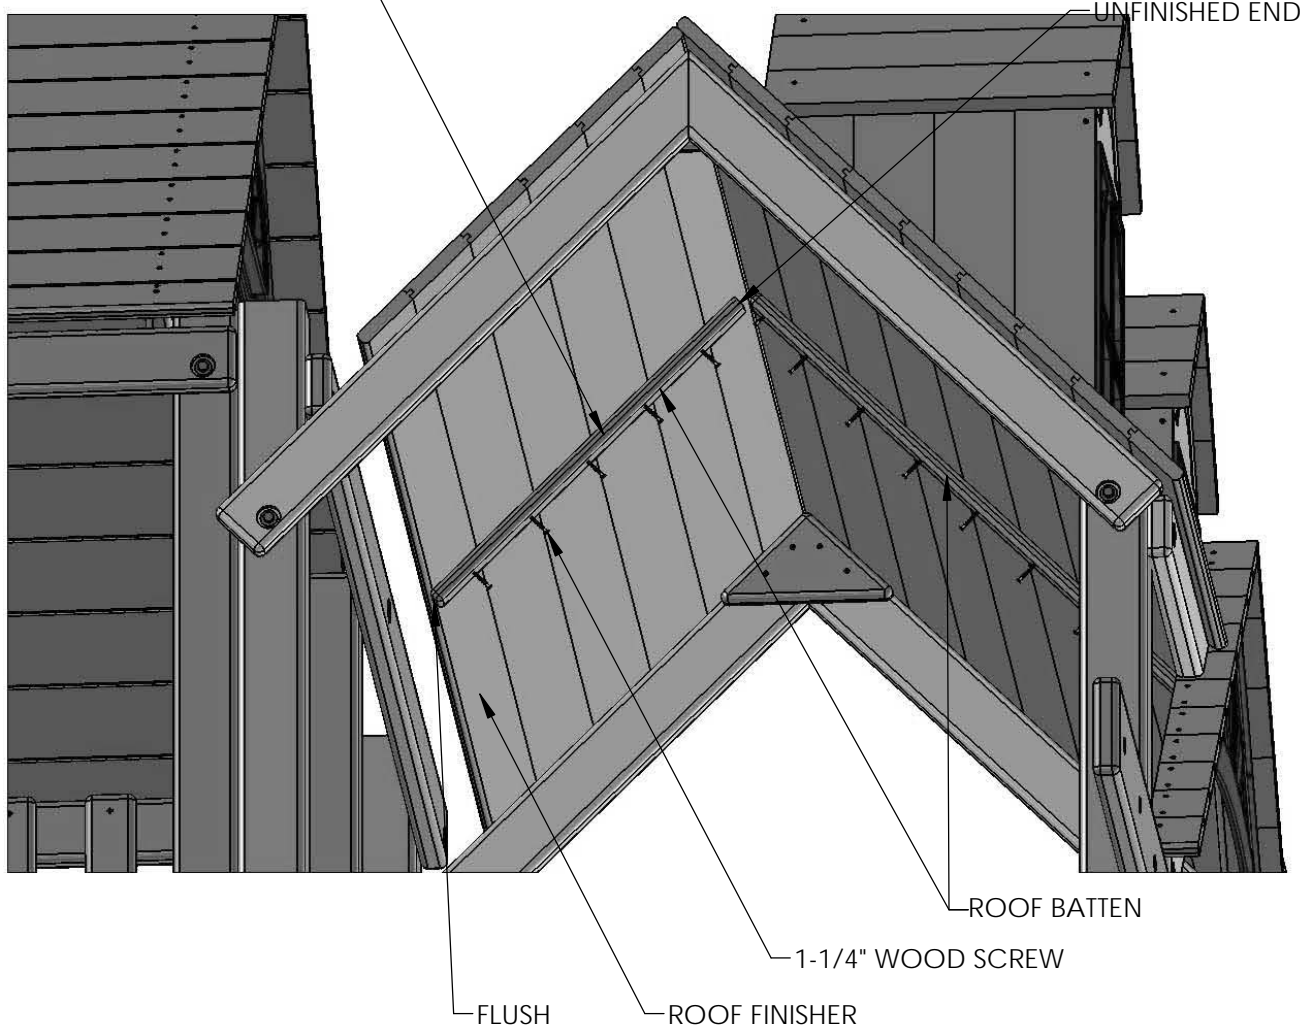 UNFINISHED END
ROOF BATTEN
1-1/4" WOOD SCREW
FLUSH
ROOF FINISHER